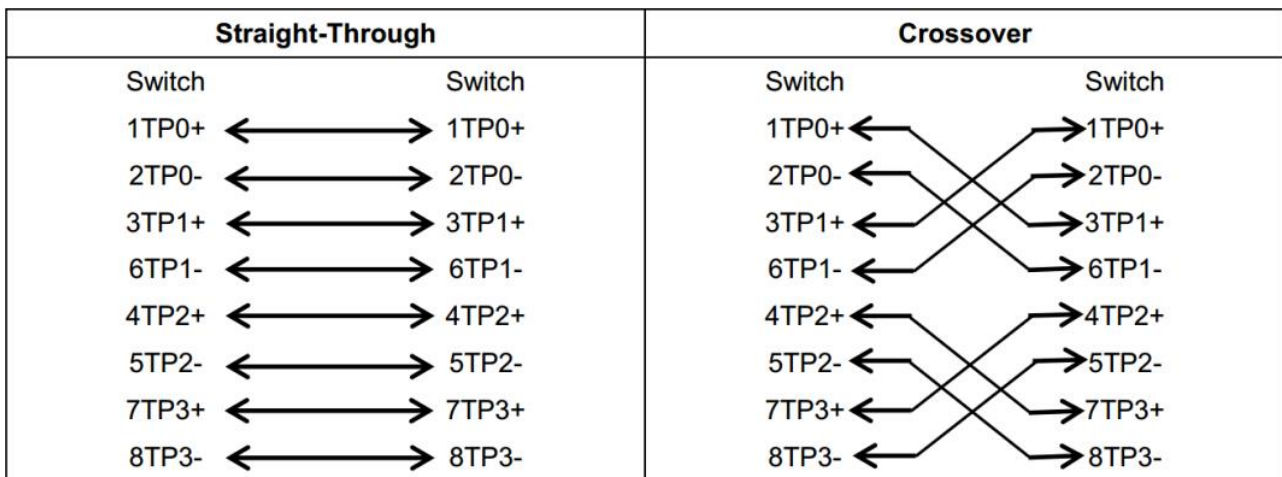 Straight-Through Crossover
Switch Switch Switch Switch
1TP0+ 1TP0+ 1TP0+ 1TP0+
2TP0- 2TP0- 2TP0- 2TP0-
3TP1+ 3TP1+ 3TP1+ 3TP1+
6TP1- 6TP1- 6TP1- 6TP1-
4TP2+ 4TP2+ 4TP2+ 4TP2+
5TP2- 5TP2- 5TP2- 5TP2-
7TP3+ 7TP3+ 7TP3+ 7TP3+
8TP3- 8TP3- 8TP3- 8TP3-